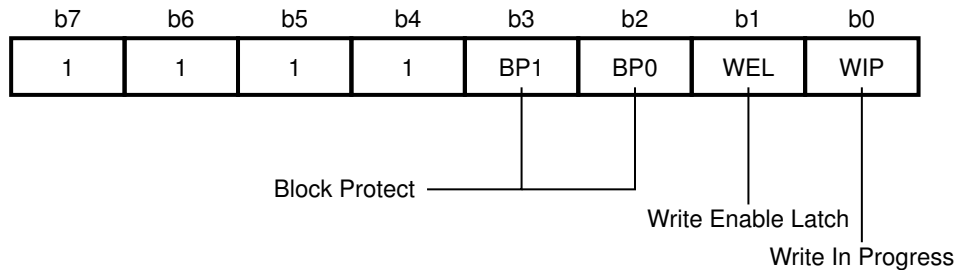 b7 b6 b5 b4 b3 b2 b1 b0
1 1 1 1 BP1 BP0 WEL WIP
Block Protect
Write Enable Latch
Write In Progress